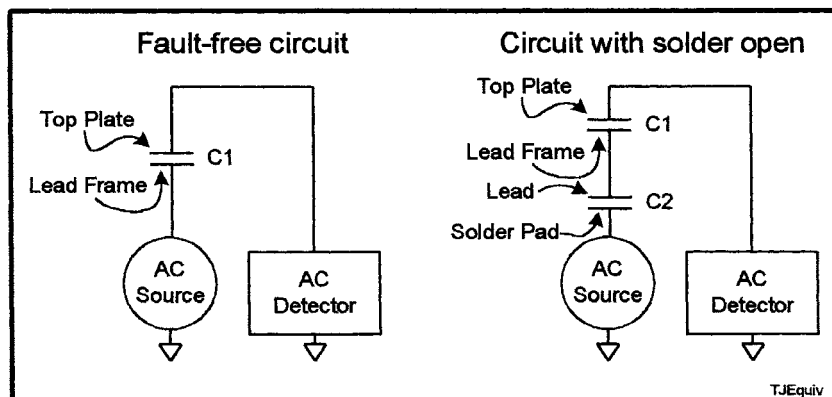 Fault-free circuit
Top Plate
C1
Lead Frame
AC
Source
AC
Detector
Circuit with solder open
Top Plate
C1
Lead Frame
Lead
C2
Solder Pad
AC
Source
AC
Detector
TJEquiv